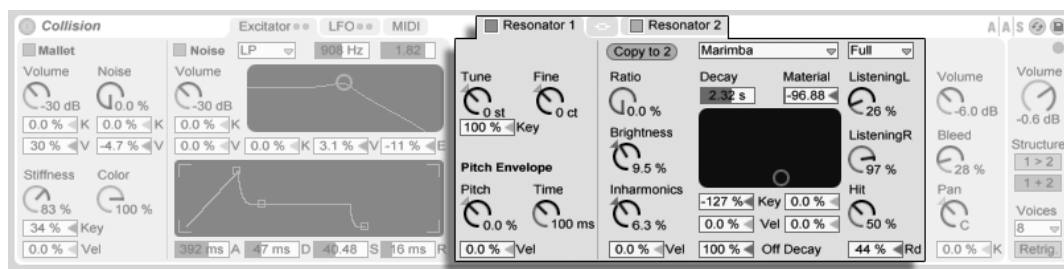 Collision
Excitator LFO MIDI
Resonator 1 Resonator 2
A A S
Mallet
Volume Noise
-30 dB 0.0 %
0.0 % K 0.0 % K
30 % V -4.7 % V
Stiffness Color
83 % 100 %
34 % Key
0.0 % Vel
Noise LP 908 Hz 1.82
Volume
-30 dB
0.0 % K
0.0 % V 0.0 % K 3.1 % V -11 % E
392 ms A 47 ms D 40.48 S 16 ms R
Tune Fine
0 st 0 ct
100 % Key
Pitch Envelope
Pitch Time
0.0 % 100 ms
0.0 % Vel
Copy to 2 Marimba Full
Ratio Decay Material ListeningL
0.0 % 2.32 s -96.88 26 %
Brightness ListeningR
9.5 % 97 %
Inharmonics Hit
6.3 % 50 %
-127 % Key 0.0 %
0.0 % Vel 0.0 %
0.0 % Vel 100 % Off Decay 44 % Rd
Volume
-6.0 dB
Bleed
28 %
Pan
C
0.0 % K
Volume
-0.6 dB
Structure
1 > 2
1 + 2
Voices
8
Retrig